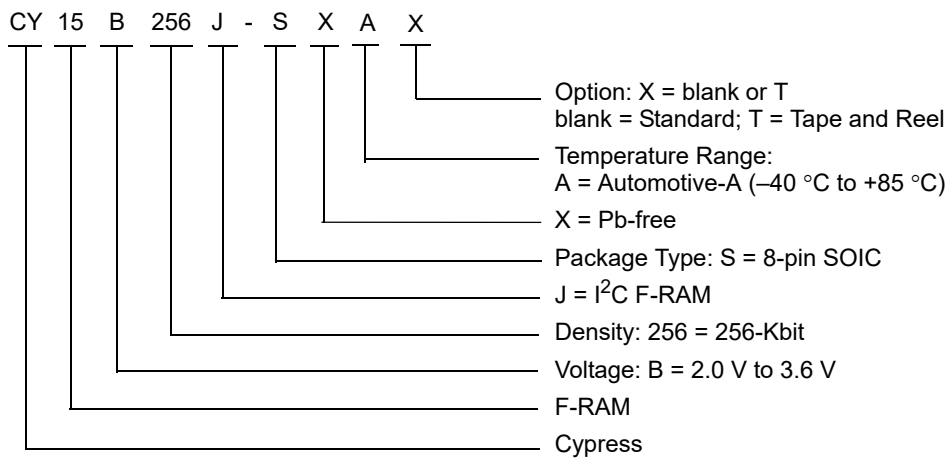 CY 15 B 256 J - S X A X
Option: X = blank or T
blank = Standard; T = Tape and Reel
Temperature Range:
A = Automotive-A (–40 °C to +85 °C)
X = Pb-free
Package Type: S = 8-pin SOIC
J = I²C F-RAM
Density: 256 = 256-Kbit
Voltage: B = 2.0 V to 3.6 V
F-RAM
Cypress